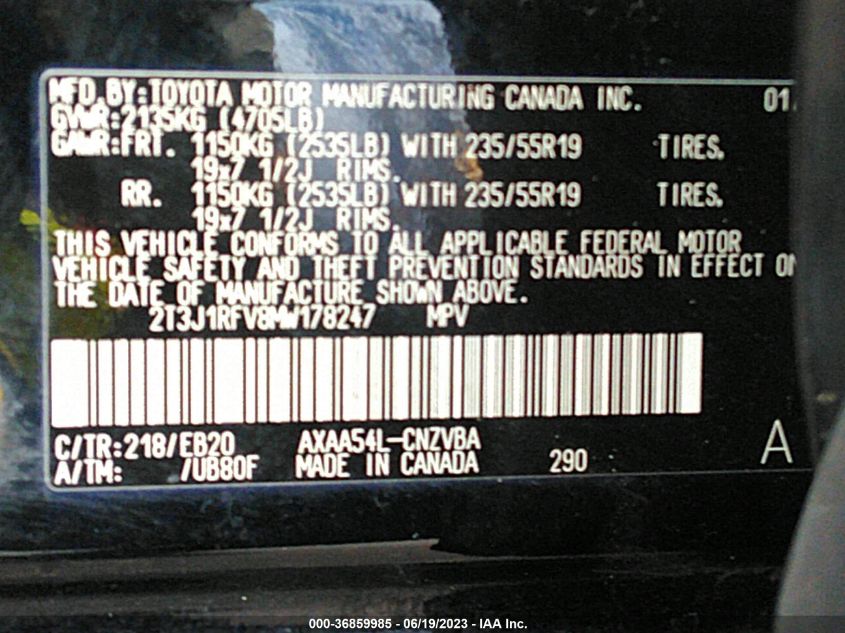 MFD. BY: TOYOTA MOTOR MANUFACTURING CANADA INC. 01
GVWR: 2135KG (4705LB)
GAWR: FRT. 1150KG (2535LB) WITH 235/55R19 TIRES,
19x7 1/2J RIMS.
RR. 1150KG (2535LB) WITH 235/55R19 TIRES,
19x7 1/2J RIMS.
THIS VEHICLE CONFORMS TO ALL APPLICABLE FEDERAL MOTOR
VEHICLE SAFETY AND THEFT PREVENTION STANDARDS IN EFFECT ON
THE DATE OF MANUFACTURE SHOWN ABOVE.
2T3J1RFV8MW178247 MPV
C/TR: 218/EB20 AXAA54L-CNZVBA A
A/TM: /UB80F MADE IN CANADA 290
000-36859985 - 06/19/2023 - IAA Inc.